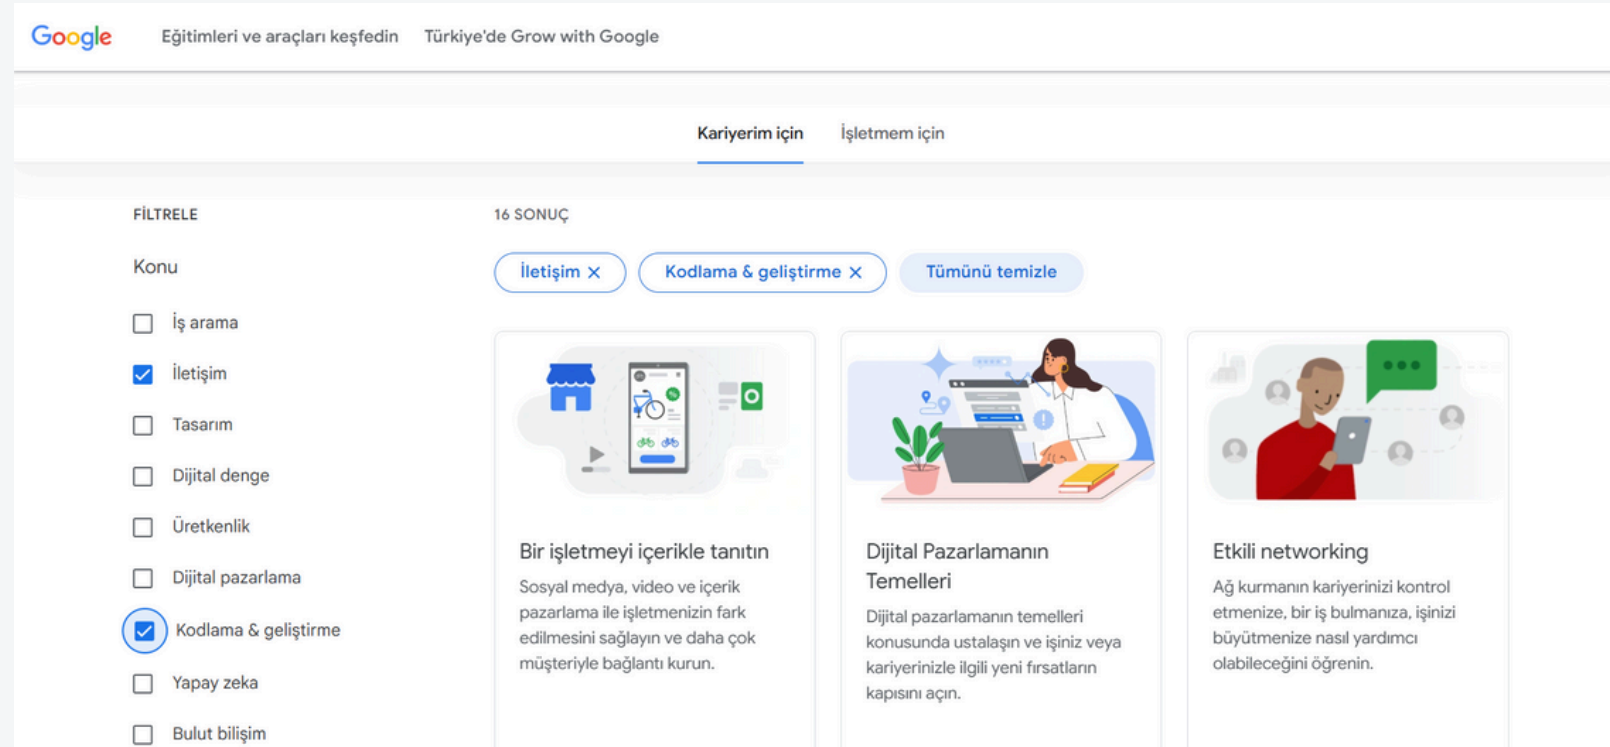 Google
Eğitimleri ve araçları keşfedin
Türkiye'de Grow with Google
Kariyerim için
İşletmem için
FİLTRELE
Konu
İş arama
İletişim
Tasarım
Dijital denge
Üretkenlik
Dijital pazarlama
Kodlama & geliştirme
Yapay zeka
Bulut bilişim
16 SONUÇ
İletişim
Kodlama & geliştirme
Tümünü temizle
Bir işletmeyi içerikle tanıtın
Sosyal medya, video ve içerik
pazarlama ile işletmenizin fark
edilmesini sağlayın ve daha çok
müşteriyle bağlantı kurun.
Dijital Pazarlamanın
Temelleri
Dijital pazarlamanın temelleri
konusunda ustalaşın ve işiniz veya
kariyerinizle ilgili yeni fırsatların
kapısını açın.
Etkili networking
Ağ kurmanın kariyerinizi kontrol
etmenize, bir iş bulmanıza, işinizi
büyütmenize nasıl yardımcı
olabileceğini öğrenin.